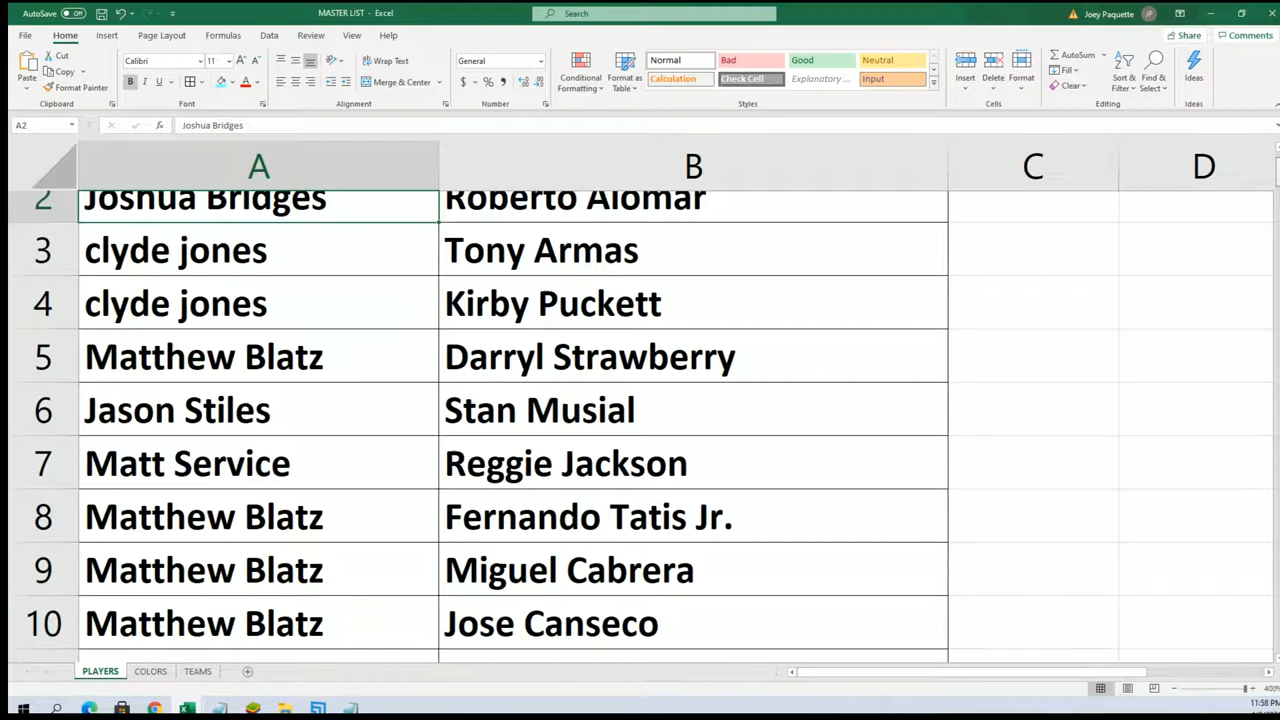 AutoSave Off MASTER LIST - Excel Search Joey Paquette JP
File Home Insert Page Layout Formulas Data Review View Help Share Comments
Cut Calibri 11 Wrap Text General Normal Bad Good Neutral AutoSum
Copy Fill
Paste Format Painter Merge & Center Conditional Formatting Format as Table Calculation Check Cell Explanatory ... Input Insert Delete Format Clear Sort & Filter Find & Select Ideas
Clipboard Font Alignment Number Styles Cells Editing Ideas
A2 fx Joshua Bridges
A B C D
2 Joshua Bridges Roberto Alomar
3 clyde jones Tony Armas
4 clyde jones Kirby Puckett
5 Matthew Blatz Darryl Strawberry
6 Jason Stiles Stan Musial
7 Matt Service Reggie Jackson
8 Matthew Blatz Fernando Tatis Jr.
9 Matthew Blatz Miguel Cabrera
10 Matthew Blatz Jose Canseco
PLAYERS COLORS TEAMS
400%
11:58 PM